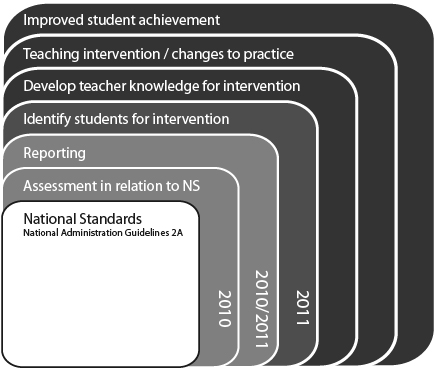 Improved student achievement
Teaching intervention / changes to practice
Develop teacher knowledge for intervention
Identify students for intervention
Reporting
Assessment in relation to NS
National Standards
National Administration Guidelines 2A
2010
2010/2011
2011